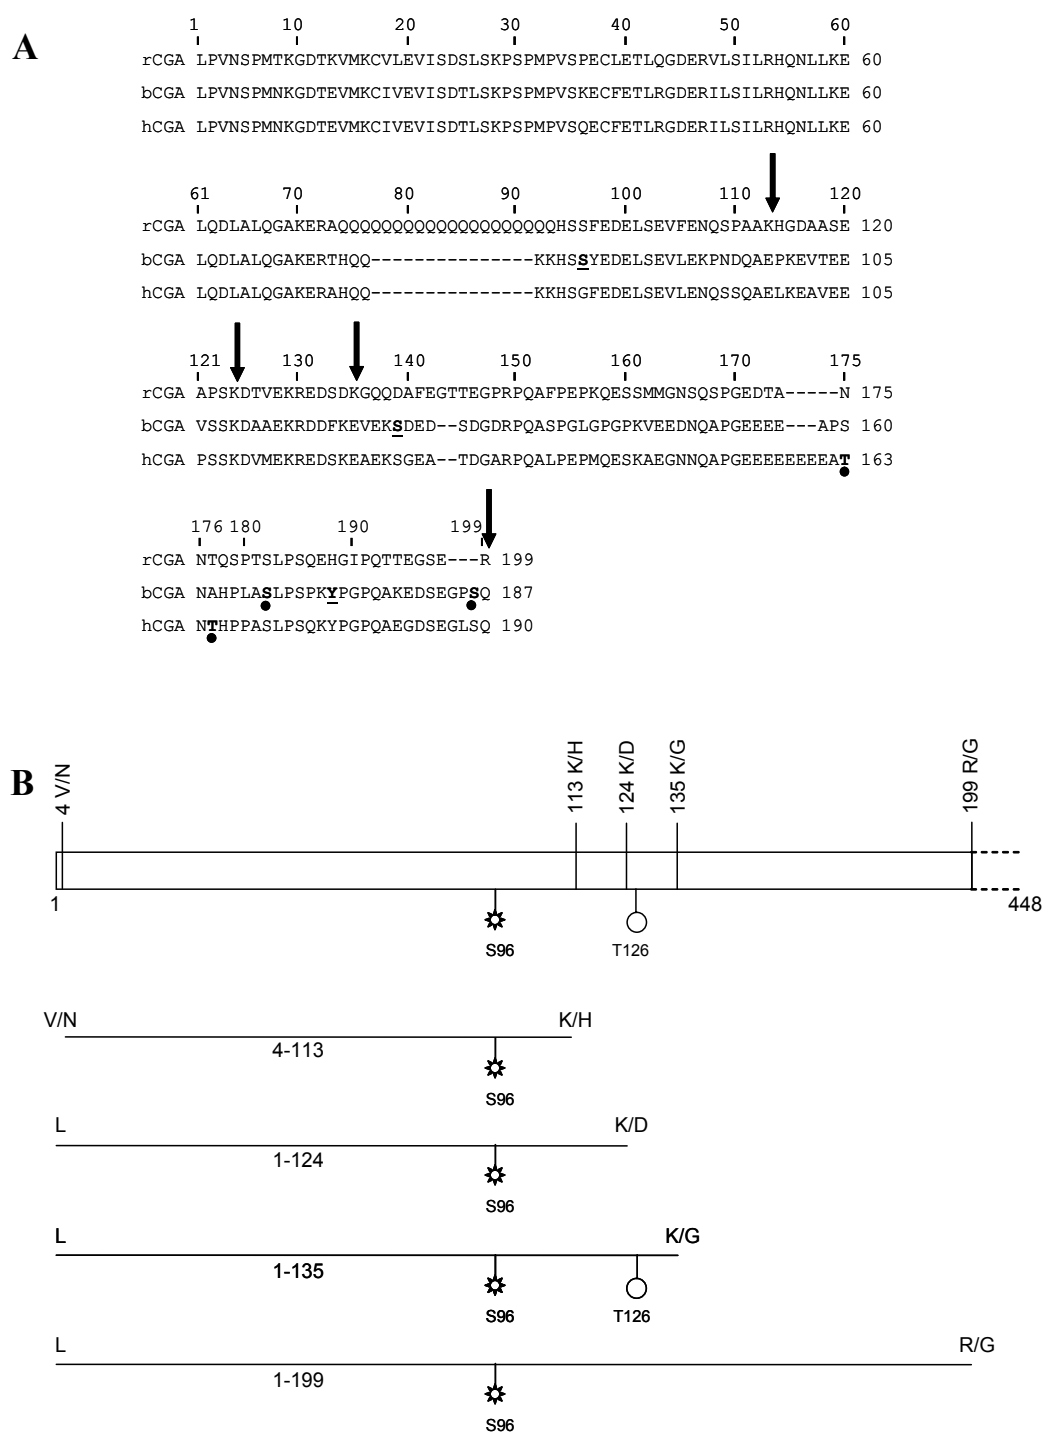 A
1 10 20 30 40 50 60
rCGA LPVNSPMTKGDTKVMKCVLEVISDSLSKPSPMPVSPECLETLQGDERVLSILRHQNLLKE 60
bCGA LPVNSPMNKGDTEVMKCIVEVISDTLSKPSPMPVSKECFETLRGDERILSILRHQNLLKE 60
hCGA LPVNSPMNKGDTEVMKCIVEVISDTLSKPSPMPVSQECFETLRGDERILSILRHQNLLKE 60
61 70 80 90 100 110 120
rCGA LQDLALQGAKERAQQQQQQQQQQQQQQQQQQQQHSSFEDELSEVFENQSPAAKHGDAASE 120
bCGA LQDLALQGAKERTHQQ---------------KKHSSYEDELSEVLEKPNDQAEPKEVTEE 105
hCGA LQDLALQGAKERAHQQ---------------KKHSGFEDELSEVLENQSSQAELKEAVEE 105
121 130 140 150 160 170 175
rCGA APSKDTVEKREDSDKGQQDAFEGTTEGPRPQAFPEPKQESSMMGNSQSPGEDTA-----N 175
bCGA VSSKDAAEKRDDFKEVEKSDED--SDGDRPQASPGLGPGPKVEEDNQAPGEEEE---APS 160
hCGA PSSKDVMEKREDSKEAEKSGEA--TDGARPQALPEPMQESKAEGNNQAPGEEEEEEEEAT 163
176 180 190 199
rCGA NTQSPTSLPSQEHGIPQTTEGSE---R 199
bCGA NAHPLASLPSPKYPGPQAKEDSEGPSQ 187
hCGA NTHPPASLPSQKYPGPQAEGDSEGLSQ 190
B
4 V/N 113 K/H 124 K/D 135 K/G 199 R/G
1 448
S96 T126
V/N K/H
4-113
S96
L K/D
1-124
S96
L K/G
1-135
S96 T126
L R/G
1-199
S96